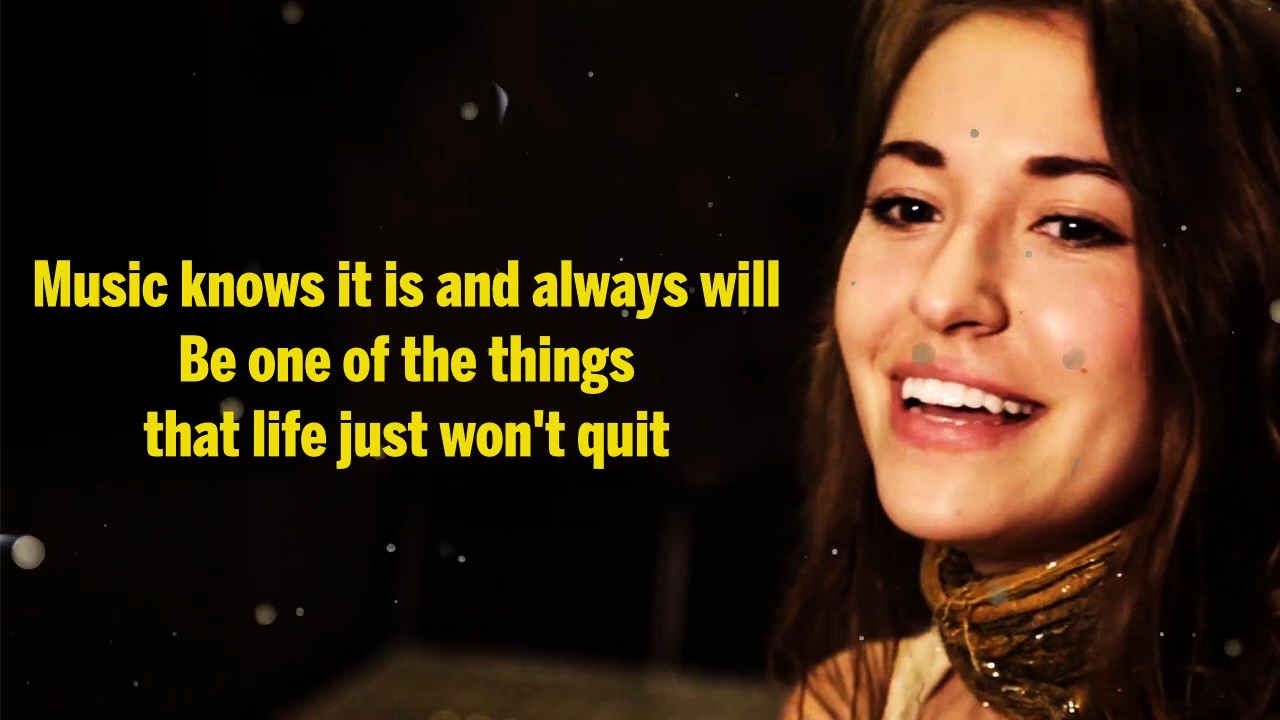 Music knows it is and always will
Be one of the things
that life just won't quit